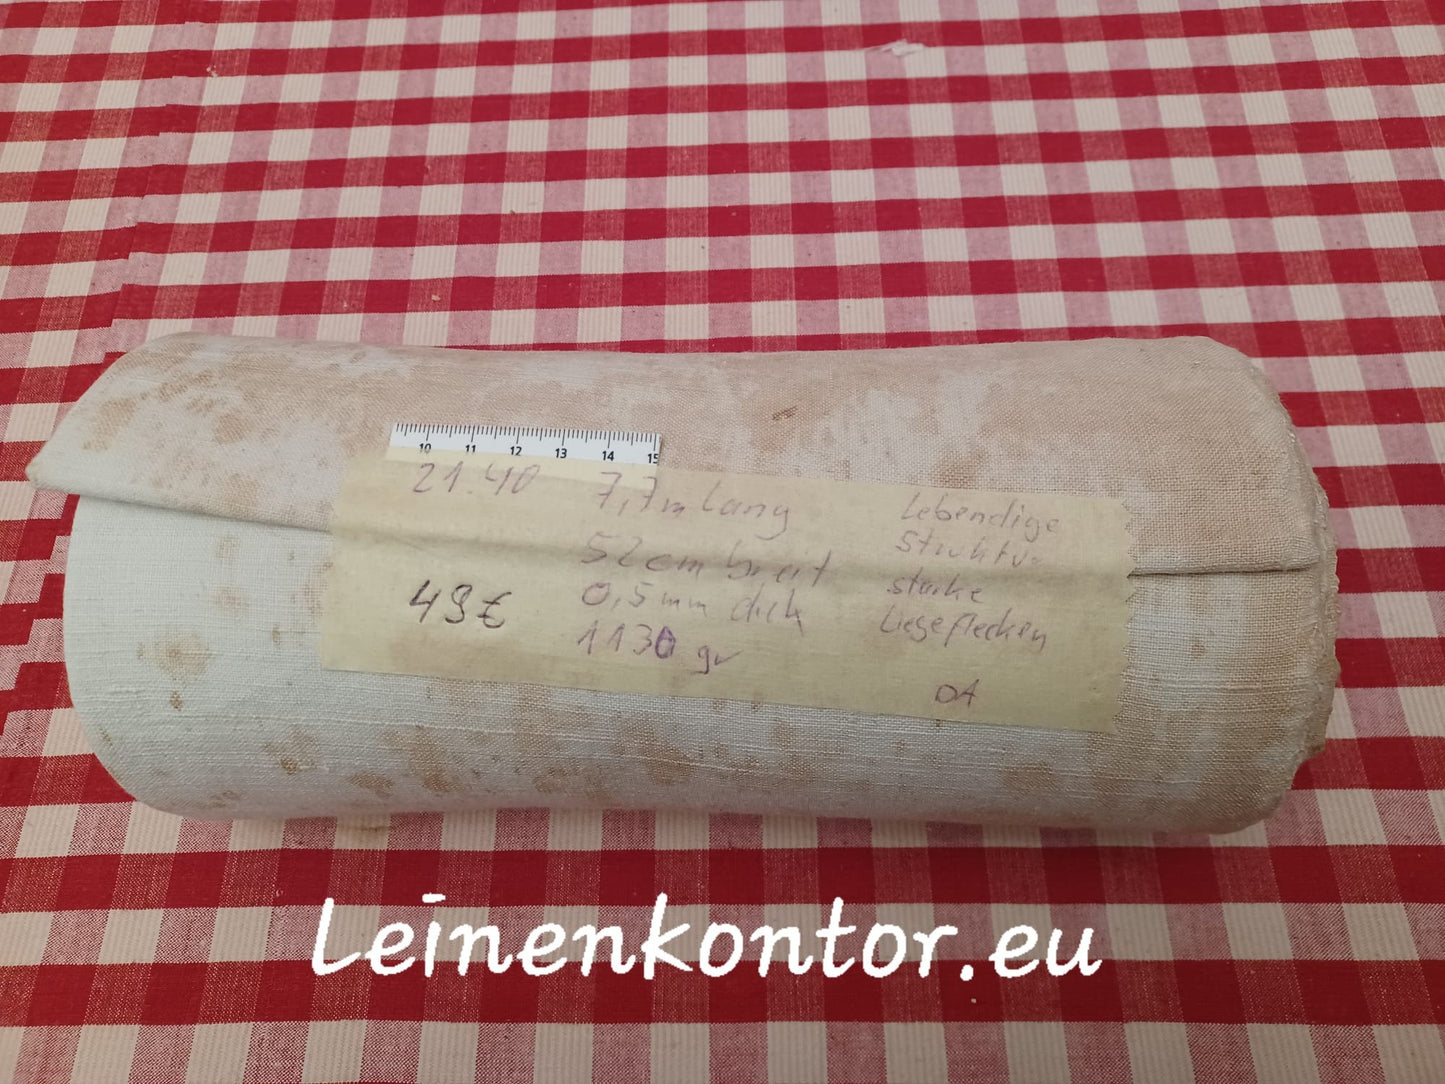 10 11 12 13 14 15
21.40
7,7m lang
52cm breit
0,5mm dick
1130 gr
49€
Lebendige
Struktur
starke
Liegeflecken
DA
Leinenkontor.eu